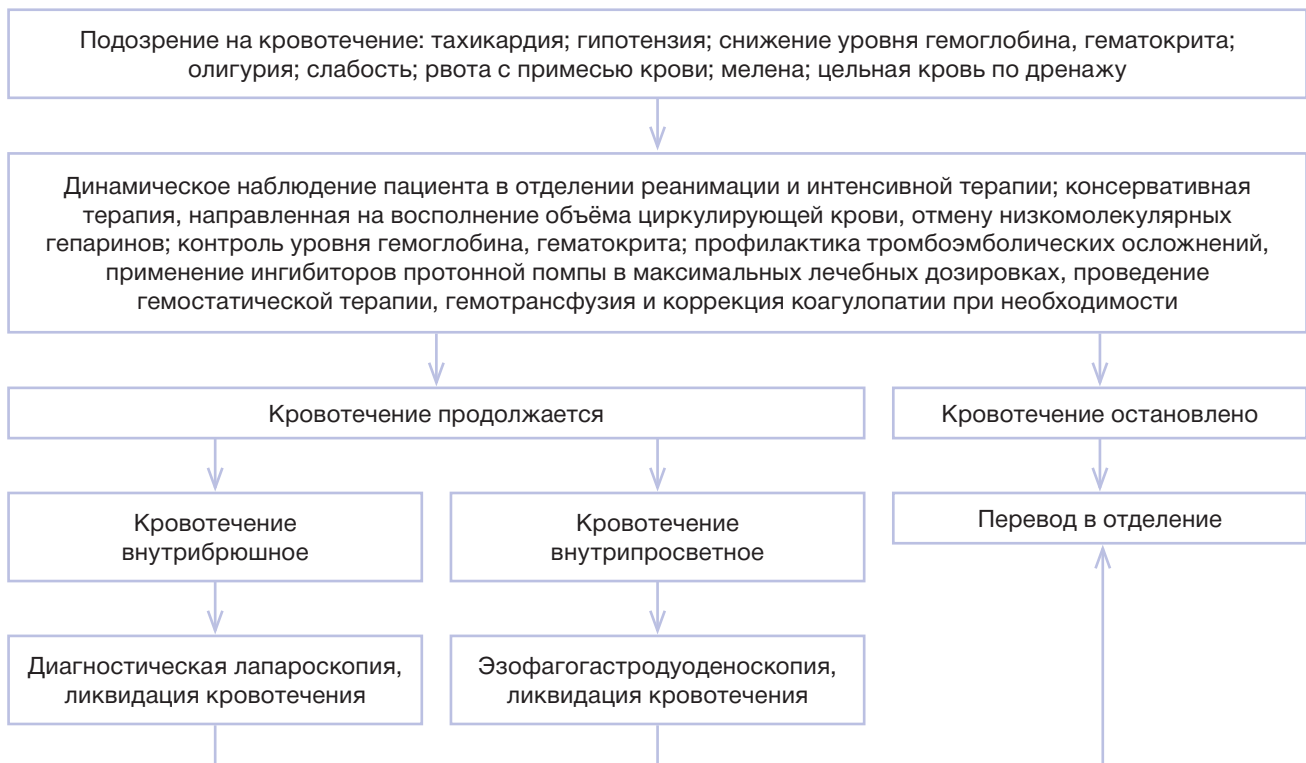 Подозрение на кровотечение: тахикардия; гипотензия; снижение уровня гемоглобина, гематокрита;
олигурия; слабость; рвота с примесью крови; мелена; цельная кровь по дренажу
Динамическое наблюдение пациента в отделении реанимации и интенсивной терапии; консервативная
терапия, направленная на восполнение объёма циркулирующей крови, отмену низкомолекулярных
гепаринов; контроль уровня гемоглобина, гематокрита; профилактика тромбоэмболических осложнений,
применение ингибиторов протонной помпы в максимальных лечебных дозировках, проведение
гемостатической терапии, гемотрансфузия и коррекция коагулопатии при необходимости
Кровотечение продолжается
Кровотечение остановлено
Кровотечение
внутрибрюшное
Кровотечение
внутрипросветное
Перевод в отделение
Диагностическая лапароскопия,
ликвидация кровотечения
Эзофагогастродуоденоскопия,
ликвидация кровотечения